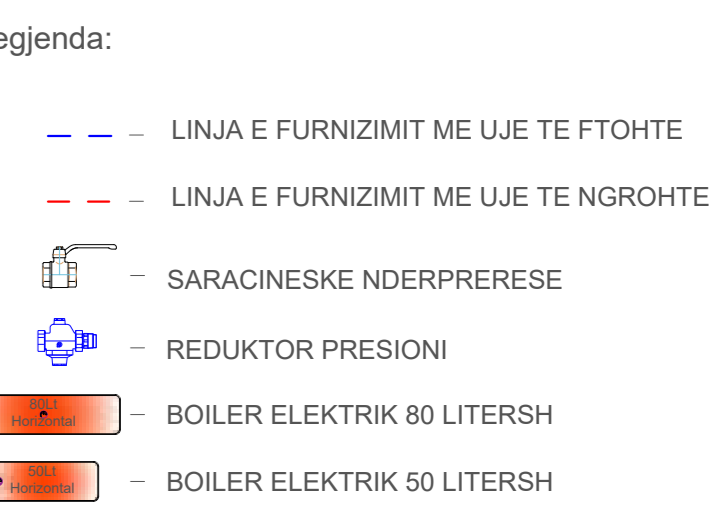 egjenda:
LINJA E FURNIZIMIT ME UJE TE FTOHTE
LINJA E FURNIZIMIT ME UJE TE NGROHTE
SARACINESKE NDERPRERESE
REDUKTOR PRESIONI
80Lt
Horizontal
BOILER ELEKTRIK 80 LITERSH
50Lt
Horizontal
BOILER ELEKTRIK 50 LITERSH